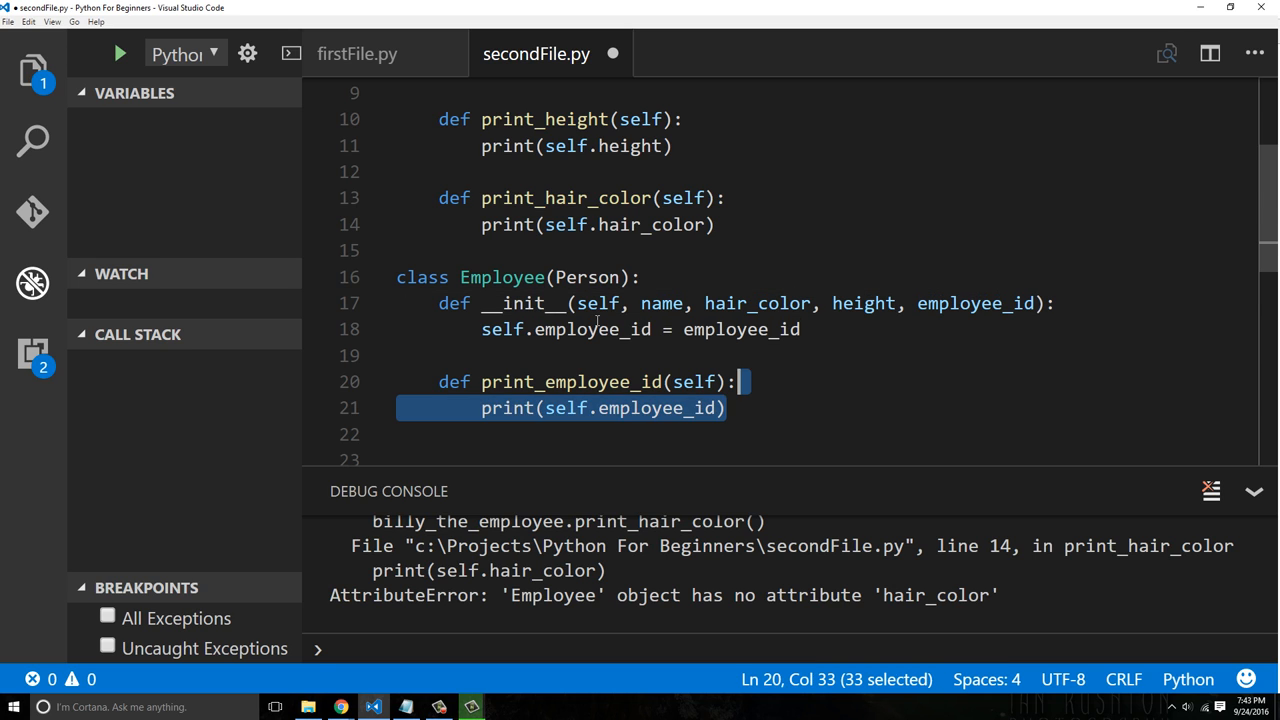 ● secondFile.py - Python For Beginners - Visual Studio Code
File Edit View Go Help
Python
firstFile.py
secondFile.py
1
2
VARIABLES
WATCH
CALL STACK
BREAKPOINTS
All Exceptions
Uncaught Exceptions
9
10 def print_height(self):
11 print(self.height)
12
13 def print_hair_color(self):
14 print(self.hair_color)
15
16 class Employee(Person):
17 def __init__(self, name, hair_color, height, employee_id):
18 self.employee_id = employee_id
19
20 def print_employee_id(self):
21 print(self.employee_id)
22
23
DEBUG CONSOLE
billy_the_employee.print_hair_color()
File "c:\Projects\Python For Beginners\secondFile.py", line 14, in print_hair_color
print(self.hair_color)
AttributeError: 'Employee' object has no attribute 'hair_color'
0 0
Ln 20, Col 33 (33 selected) Spaces: 4 UTF-8 CRLF Python
I'm Cortana. Ask me anything.
7:43 PM
9/24/2016